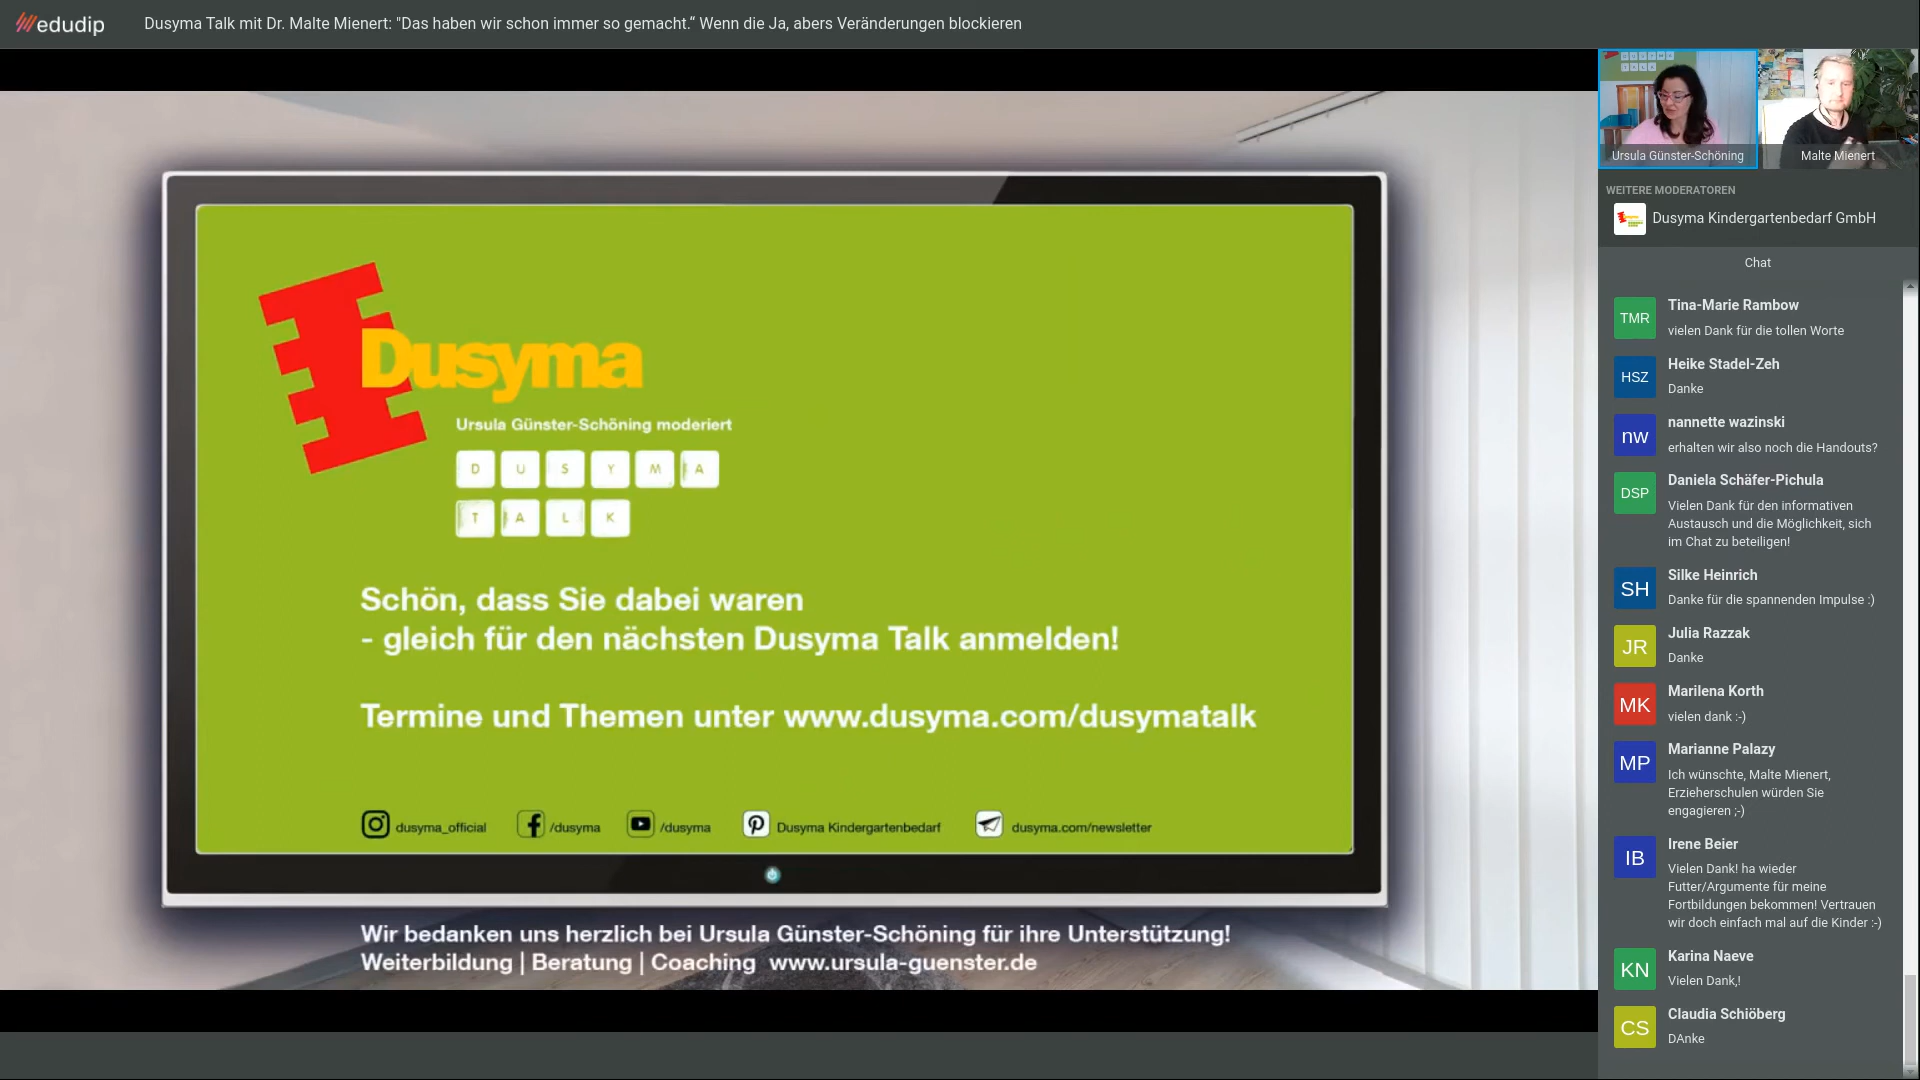 edudip
Dusyma Talk mit Dr. Malte Mienert: "Das haben wir schon immer so gemacht.“ Wenn die Ja, abers Veränderungen blockieren
Dusyma
Ursula Günster-Schöning moderiert
D U S Y M A
T A L K
Schön, dass Sie dabei waren
- gleich für den nächsten Dusyma Talk anmelden!
Termine und Themen unter www.dusyma.com/dusymatalk
dusyma_official /dusyma /dusyma Dusyma Kindergartenbedarf dusyma.com/newsletter
Wir bedanken uns herzlich bei Ursula Günster-Schöning für ihre Unterstützung!
Weiterbildung | Beratung | Coaching www.ursula-guenster.de
Ursula Günster-Schöning
Malte Mienert
WEITERE MODERATOREN
Dusyma Kindergartenbedarf GmbH
Chat
TMR
Tina-Marie Rambow
vielen Dank für die tollen Worte
HSZ
Heike Stadel-Zeh
Danke
nw
nannette wazinski
erhalten wir also noch die Handouts?
DSP
Daniela Schäfer-Pichula
Vielen Dank für den informativen
Austausch und die Möglichkeit, sich
im Chat zu beteiligen!
SH
Silke Heinrich
Danke für die spannenden Impulse :)
JR
Julia Razzak
Danke
MK
Marilena Korth
vielen dank :-)
MP
Marianne Palazy
Ich wünschte, Malte Mienert,
Erzieherschulen würden Sie
engagieren ;-)
IB
Irene Beier
Vielen Dank! ha wieder
Futter/Argumente für meine
Fortbildungen bekommen! Vertrauen
wir doch einfach mal auf die Kinder :-)
KN
Karina Naeve
Vielen Dank,!
CS
Claudia Schiöberg
DAnke